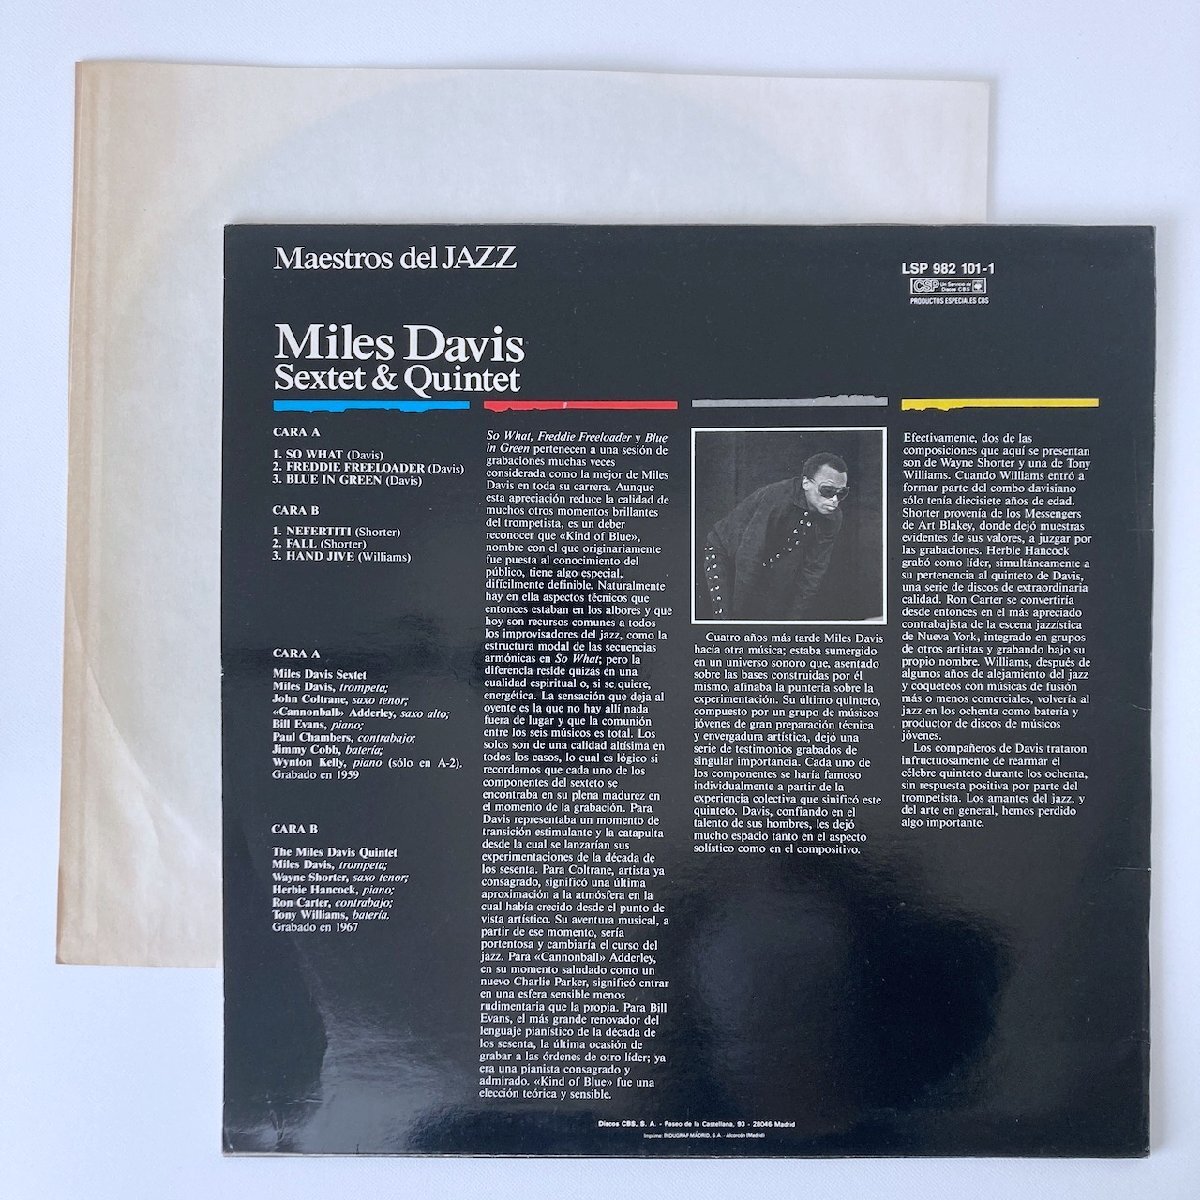 Maestros del JAZZ
LSP 982 101-1
CSP Un Servicio de
Discos CBS
PRODUCTOS ESPECIALES CBS
Miles Davis
Sextet & Quintet
CARA A
1. SO WHAT (Davis)
2. FREDDIE FREELOADER (Davis)
3. BLUE IN GREEN (Davis)
CARA B
1. NEFERTITI (Shorter)
2. FALL (Shorter)
3. HAND JIVE (Williams)
CARA A
Miles Davis Sextet
Miles Davis, trompeta;
John Coltrane, saxo tenor;
«Cannonball» Adderley, saxo alto;
Bill Evans, piano;
Paul Chambers, contrabajo;
Jimmy Cobb, batería;
Wynton Kelly, piano (sólo en A-2),
Grabado en 1959
CARA B
The Miles Davis Quintet
Miles Davis, trompeta;
Wayne Shorter, saxo tenor;
Herbie Hancock, piano;
Ron Carter, contrabajo;
Tony Williams, batería.
Grabado en 1967
So What, Freddie Freeloader y Blue
in Green pertenecen a una sesión de
grabaciones muchas veces
considerada como la mejor de Miles
Davis en toda su carrera. Aunque
esta apreciación reduce la calidad de
muchos otros momentos brillantes
del trompetista, es un deber
reconocer que «Kind of Blue»,
nombre con el que originariamente
fue puesta al conocimiento del
público, tiene algo especial,
difícilmente definible. Naturalmente
hay en ella aspectos técnicos que
entonces estaban en los albores y que
hoy son recursos comunes a todos
los improvisadores del jazz, como la
estructura modal de las secuencias
armónicas en So What; pero la
diferencia reside quizás en una
cualidad espiritual o, si se quiere,
energética. La sensación que deja al
oyente es la que no hay allí nada
fuera de lugar y que la comunión
entre los seis músicos es total. Los
solos son de una calidad altísima en
todos los casos, lo cual es lógico si
recordamos que cada uno de los
componentes del sexteto se
encontraba en su plena madurez en
el momento de la grabación. Para
Davis representaba un momento de
transición estimulante y la catapulta
desde la cual se lanzarían sus
experimentaciones de la década de
los sesenta. Para Coltrane, artista ya
consagrado, significó una última
aproximación a la atmósfera en la
cual había crecido desde el punto de
vista artístico. Su aventura musical, a
partir de ese momento, sería
portentosa y cambiaría el curso del
jazz. Para «Cannonball» Adderley,
en su momento saludado como un
nuevo Charlie Parker, significó entrar
en una esfera sensible menos
rudimentaria que la propia. Para Bill
Evans, el más grande renovador del
lenguaje pianístico de la década de
los sesenta, la última ocasión de
grabar a las órdenes de otro líder; ya
era una pianista consagrado y
admirado. «Kind of Blue» fue una
elección teórica y sensible.
Cuatro años más tarde Miles Davis
hacía otra música; estaba sumergido
en un universo sonoro que, asentado
sobre las bases construidas por él
mismo, afinaba la puntería sobre la
experimentación. Su último quinteto,
compuesto por un grupo de músicos
jóvenes de gran preparación técnica
y envergadura artística, dejó una
serie de testimonios grabados de
singular importancia. Cada uno de
los componentes se haría famoso
individualmente a partir de la
experiencia colectiva que sinificó este
quinteto. Davis, confiando en el
talento de sus hombres, les dejó
mucho espacio tanto en el aspecto
solístico como en el compositivo.
Efectivamente, dos de las
composiciones que aquí se presentan
son de Wayne Shorter y una de Tony
Williams. Cuando Williams entró a
formar parte del combo davisiano
sólo tenía diecisiete años de edad.
Shorter provenía de los Messengers
de Art Blakey, donde dejó muestras
evidentes de sus valores, a juzgar por
las grabaciones. Herbie Hancock
grabó como líder, simultáncamente a
su pertenencia al quinteto de Davis,
una serie de discos de extraordinaria
calidad. Ron Carter se convertiría
desde entonces en el más apreciado
contrabajista de la escena jazzística
de Nueva York, integrado en grupos
de otros artistas y grabando bajo su
propio nombre. Williams, después de
algunos años de alejamiento del jazz
y coqueteos con músicas de fusión
más o menos comerciales, volvería al
jazz en los ochenta como batería y
productor de discos de músicos
jóvenes.
Los compañeros de Davis trataron
infructuosamente de rearmar el
célebre quinteto durante los ochenta,
sin respuesta positiva por parte del
trompetista. Los amantes del jazz, y
del arte en general, hemos perdido
algo importante.
Discos CBS, S. A. - Paseo de la Castellana, 93 - 28046 Madrid
Imprime: RIDUGRAF MADRID, S.A. - Alcorcón (Madrid)